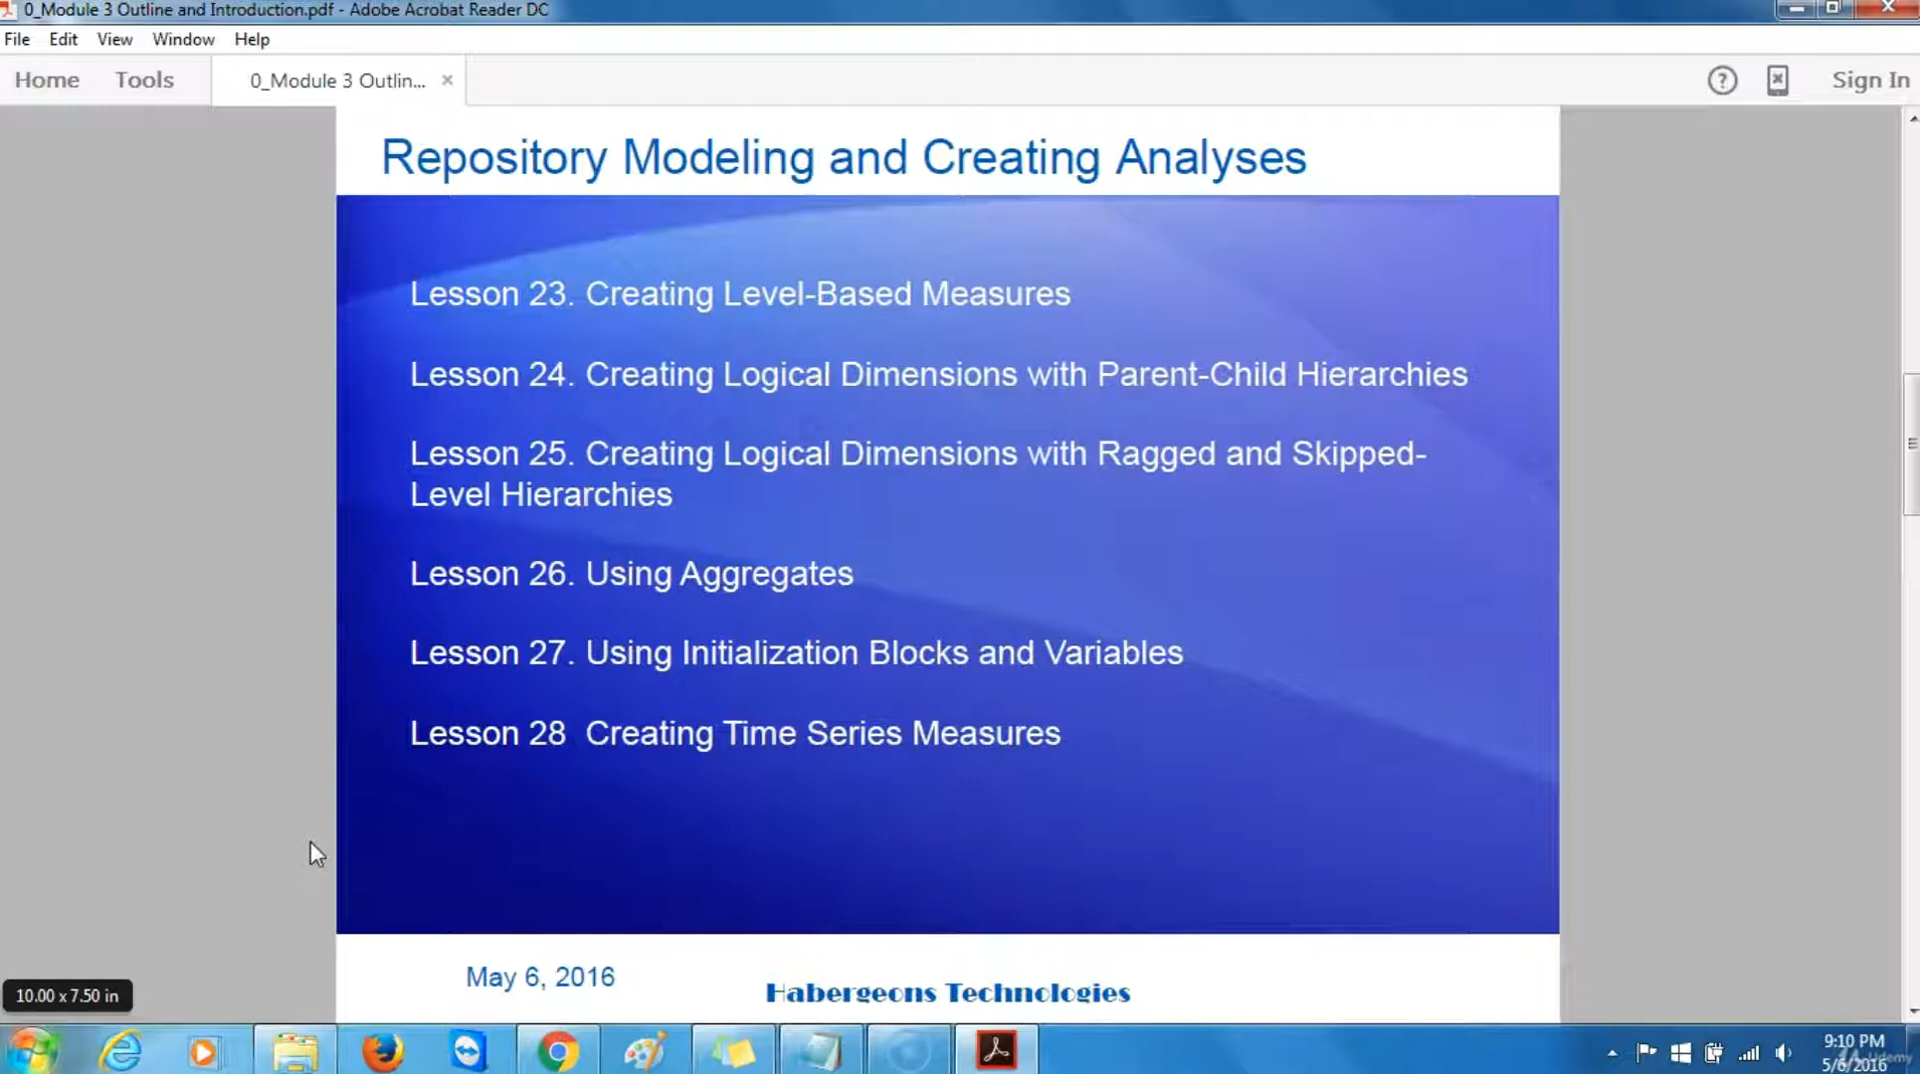 0_Module 3 Outline and Introduction.pdf - Adobe Acrobat Reader DC
File Edit View Window Help
Home Tools 0_Module 3 Outlin... × Sign In
Repository Modeling and Creating Analyses
Lesson 23. Creating Level-Based Measures
Lesson 24. Creating Logical Dimensions with Parent-Child Hierarchies
Lesson 25. Creating Logical Dimensions with Ragged and Skipped-
Level Hierarchies
Lesson 26. Using Aggregates
Lesson 27. Using Initialization Blocks and Variables
Lesson 28  Creating Time Series Measures
May 6, 2016
Habergeons Technologies
10.00 x 7.50 in
9:10 PM
5/6/2016
Udemy